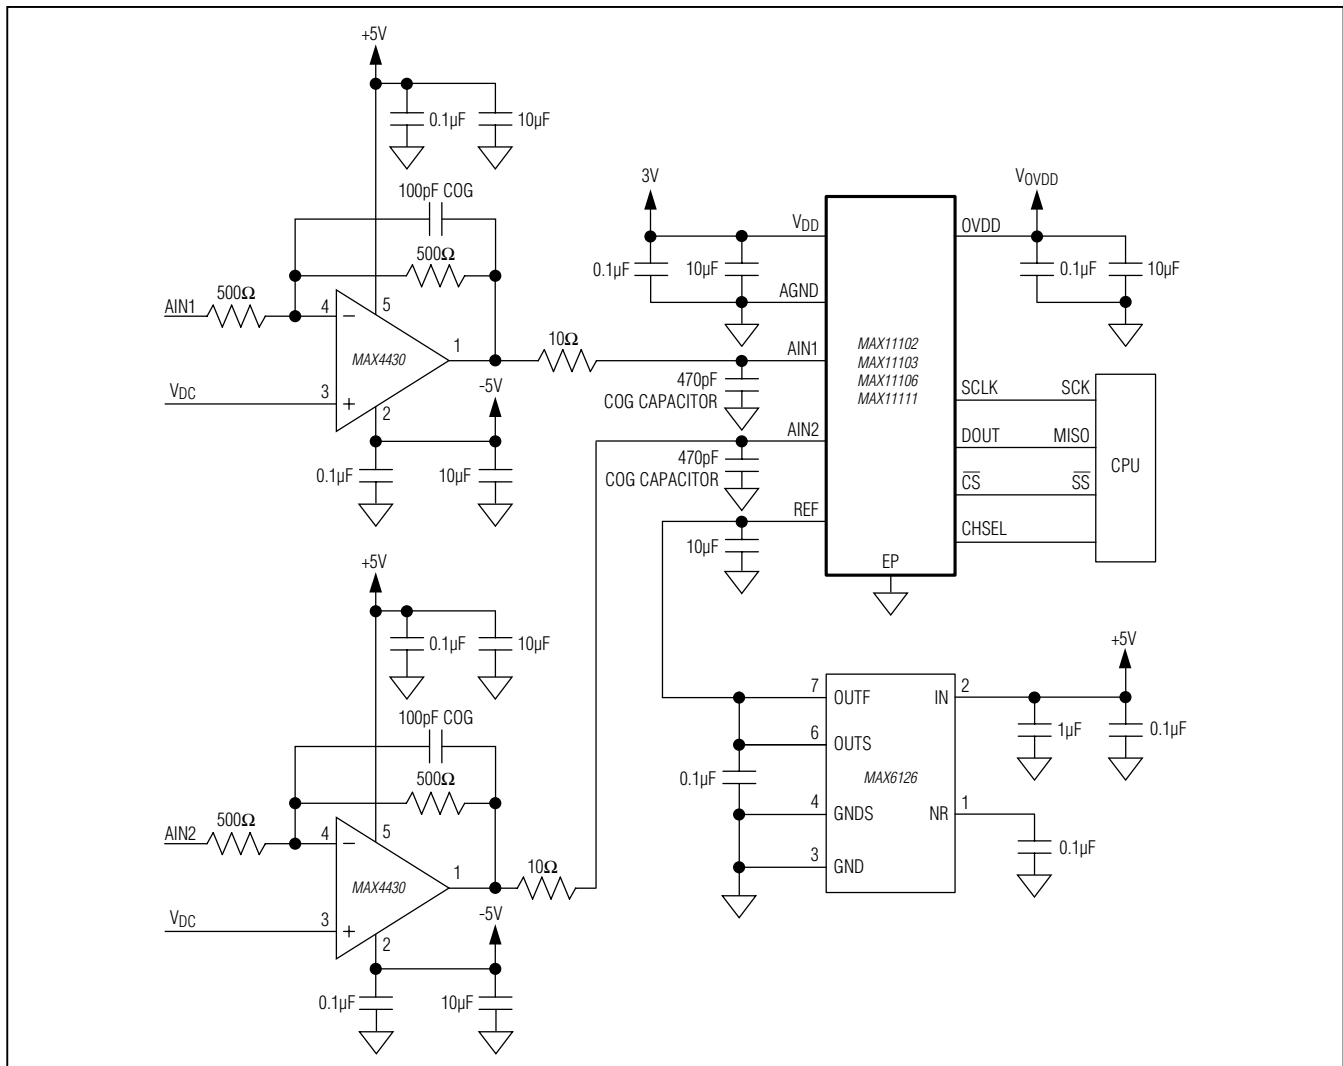 +5V
0.1µF 10µF
100pF COG
500Ω
AIN1 500Ω
4 5
− MAX4430 1
VDC 3 + 2
-5V
0.1µF 10µF
10Ω
3V
0.1µF 10µF
VDD
AGND
AIN1
470pF
COG CAPACITOR
AIN2
470pF
COG CAPACITOR
REF
10µF
MAX11102
MAX11103
MAX11106
MAX11111
EP
VOVDD
OVDD
0.1µF 10µF
SCLK SCK
DOUT MISO
CS SS
CHSEL
CPU
+5V
0.1µF 10µF
100pF COG
500Ω
AIN2 500Ω
4 5
− MAX4430 1
VDC 3 + 2
-5V
0.1µF 10µF
10Ω
+5V
7 OUTF IN 2
1µF 0.1µF
6 OUTS
0.1µF MAX6126
4 GNDS NR 1
0.1µF
3 GND